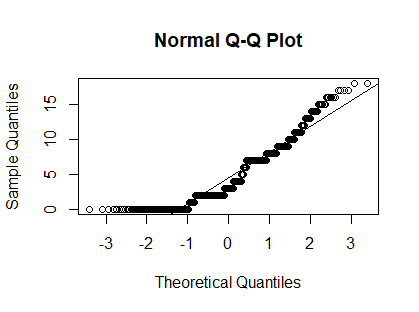 Normal Q-Q Plot
Sample Quantiles
15
10
5
0
-3 -2 -1 0 1 2 3
Theoretical Quantiles